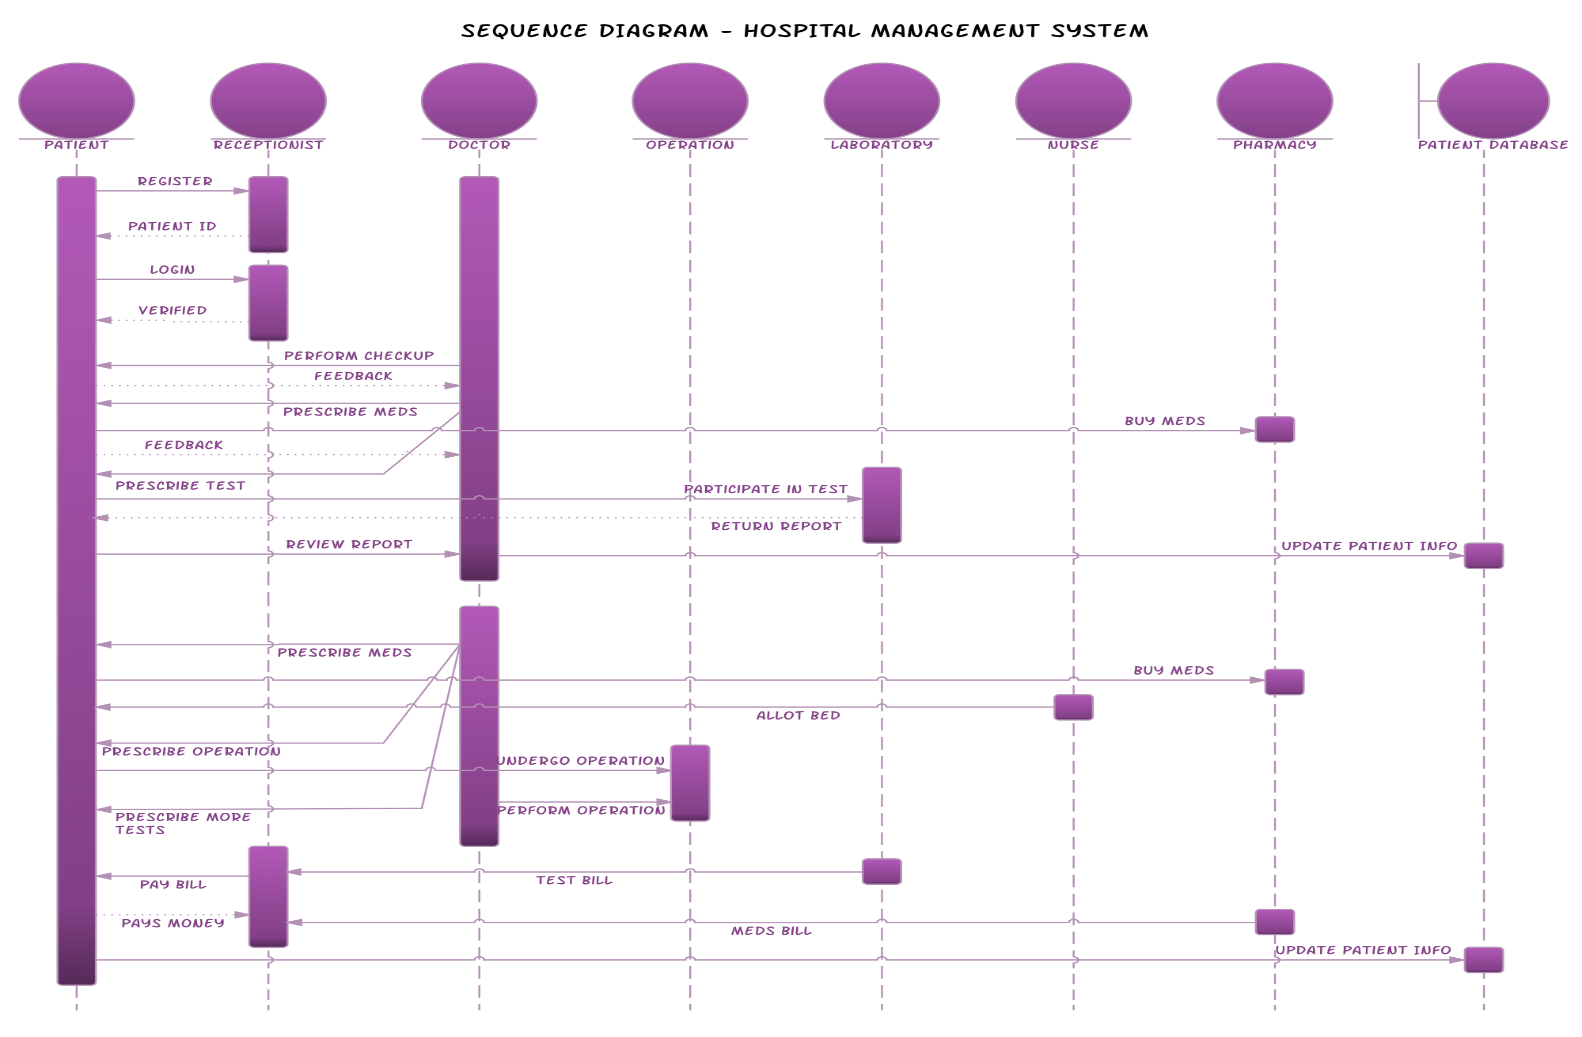 SEQUENCE DIAGRAM - HOSPITAL MANAGEMENT SYSTEM
PATIENT
RECEPTIONIST
DOCTOR
OPERATION
LABORATORY
NURSE
PHARMACY
PATIENT DATABASE
REGISTER
PATIENT ID
LOGIN
VERIFIED
PERFORM CHECKUP
FEEDBACK
PRESCRIBE MEDS
BUY MEDS
FEEDBACK
PRESCRIBE TEST
PARTICIPATE IN TEST
RETURN REPORT
REVIEW REPORT
UPDATE PATIENT INFO
PRESCRIBE MEDS
BUY MEDS
ALLOT BED
PRESCRIBE OPERATION
UNDERGO OPERATION
PERFORM OPERATION
PRESCRIBE MORE
TESTS
TEST BILL
PAY BILL
PAYS MONEY
MEDS BILL
UPDATE PATIENT INFO